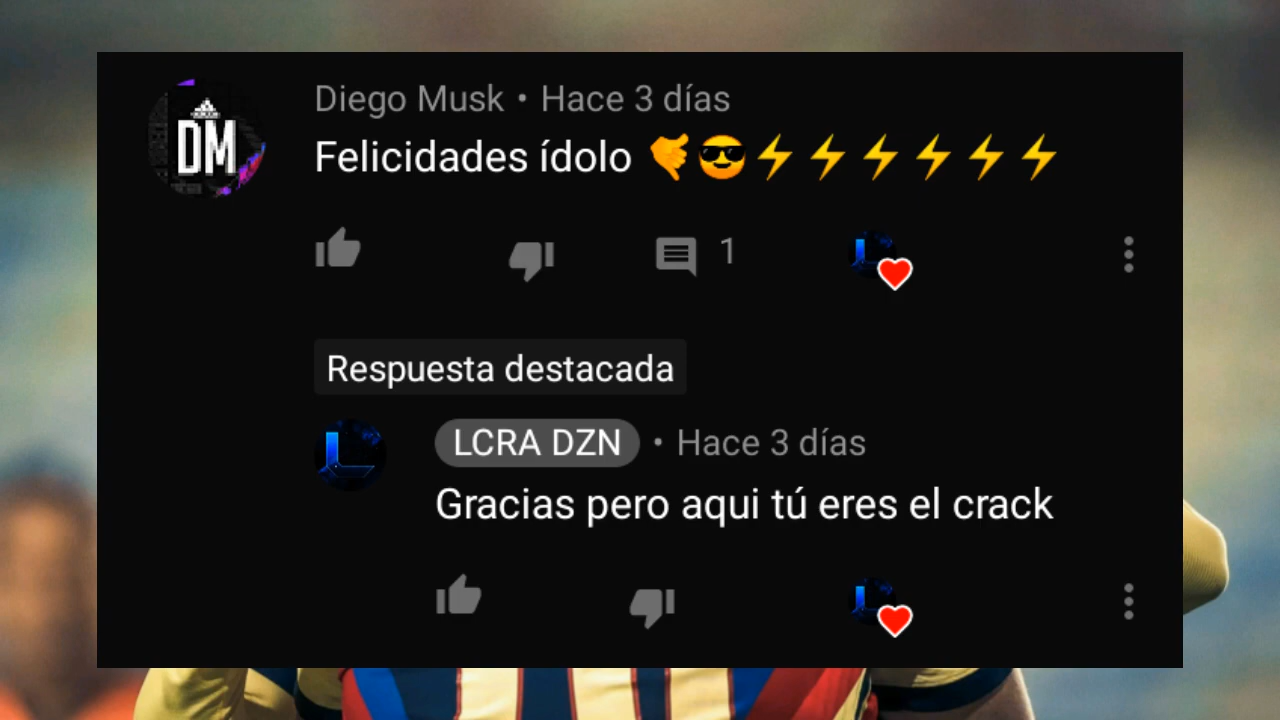 DM
Diego Musk • Hace 3 días
Felicidades ídolo 🤙😎⚡⚡⚡⚡⚡⚡
1
Respuesta destacada
LCRA DZN • Hace 3 días
Gracias pero aqui tú eres el crack